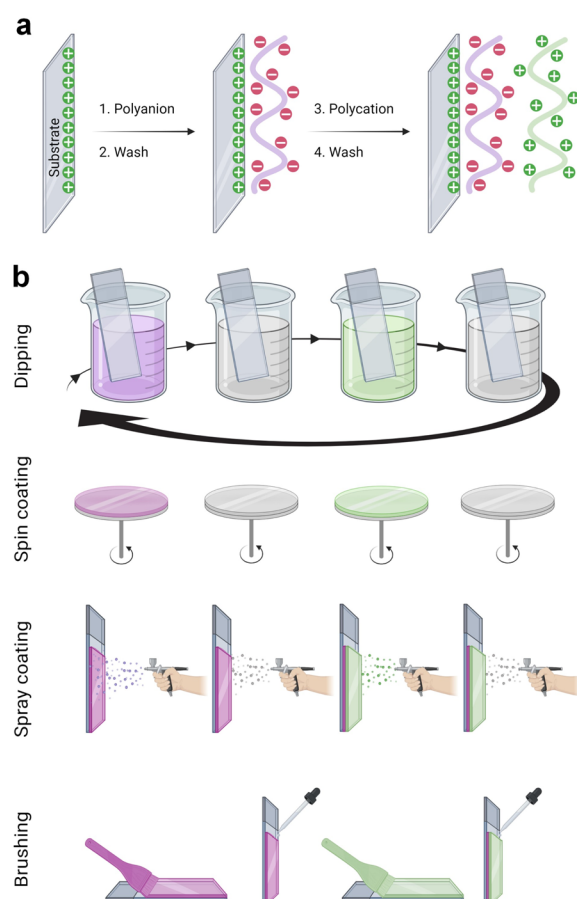 a
Substrate
1. Polyanion
2. Wash
3. Polycation
4. Wash
b
Dipping
Spin coating
Spray coating
Brushing